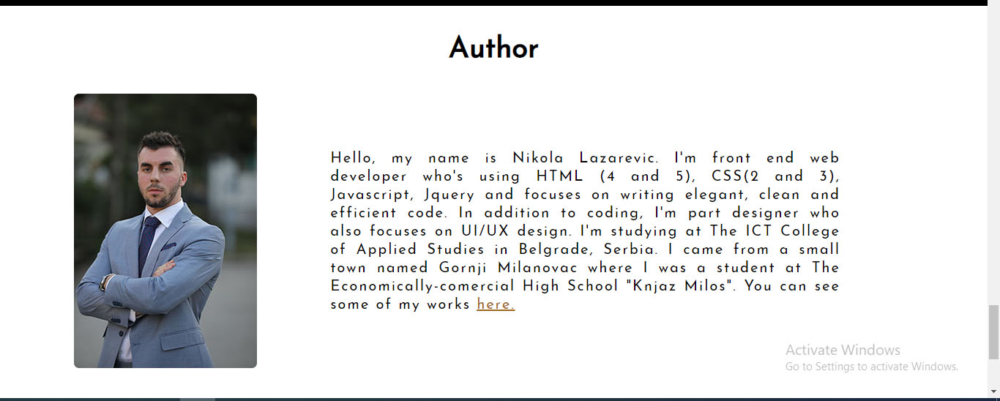 Author
Hello, my name is Nikola Lazarevic. I'm front end web
developer who's using HTML (4 and 5), CSS(2 and 3),
Javascript, Jquery and focuses on writing elegant, clean and
efficient code. In addition to coding, I'm part designer who
also focuses on UI/UX design. I'm studying at The ICT College
of Applied Studies in Belgrade, Serbia. I came from a small
town named Gornji Milanovac where I was a student at The
Economically-comercial High School "Knjaz Milos". You can see
some of my works here.
Activate Windows
Go to Settings to activate Windows.